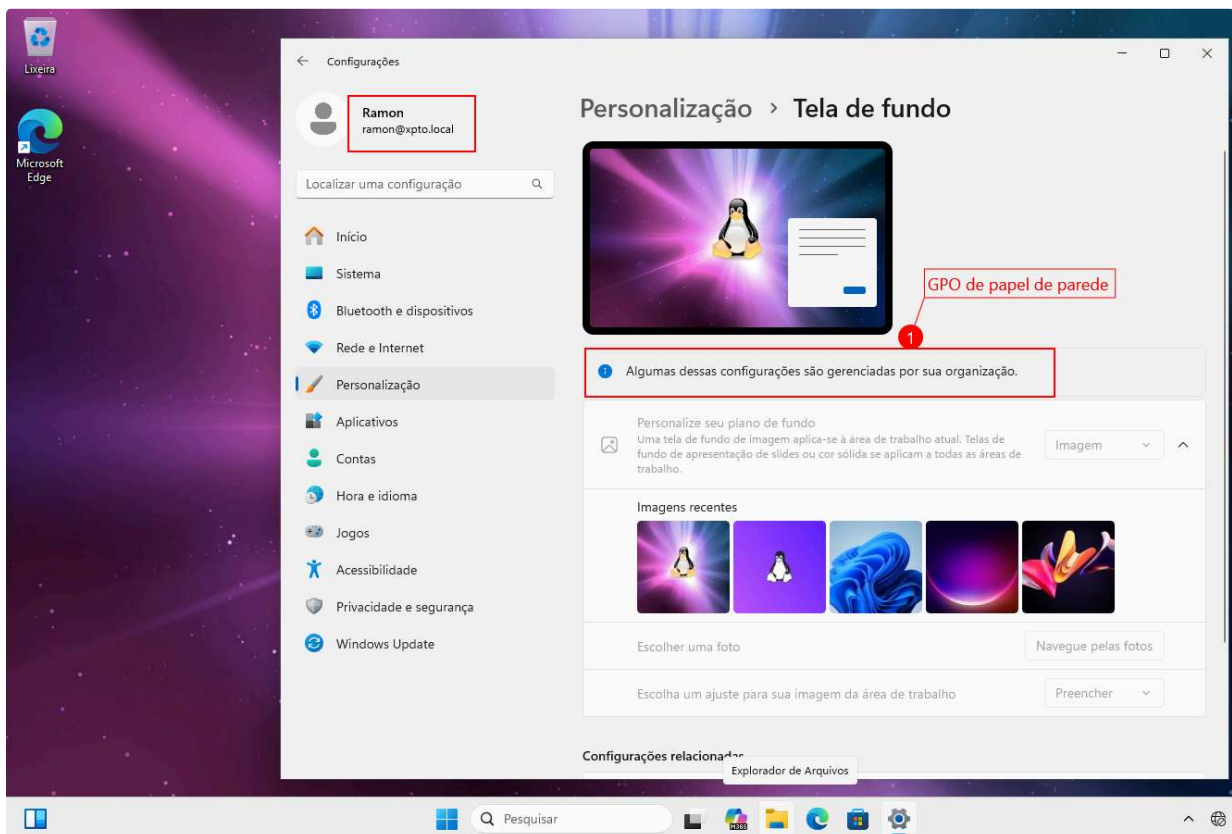 Lixeira
Microsoft
Edge
Configurações
Ramon
ramon@xpto.local
Localizar uma configuração
Início
Sistema
Bluetooth e dispositivos
Rede e Internet
Personalização
Aplicativos
Contas
Hora e idioma
Jogos
Acessibilidade
Privacidade e segurança
Windows Update
Personalização > Tela de fundo
GPO de papel de parede
1
Algumas dessas configurações são gerenciadas por sua organização.
Personalize seu plano de fundo
Uma tela de fundo de imagem aplica-se à área de trabalho atual. Telas de
fundo de apresentação de slides ou cor sólida se aplicam a todas as áreas de
trabalho.
Imagem
Imagens recentes
Escolher uma foto
Navegue pelas fotos
Escolha um ajuste para sua imagem da área de trabalho
Preencher
Configurações relacionadas
Explorador de Arquivos
Pesquisar
M365